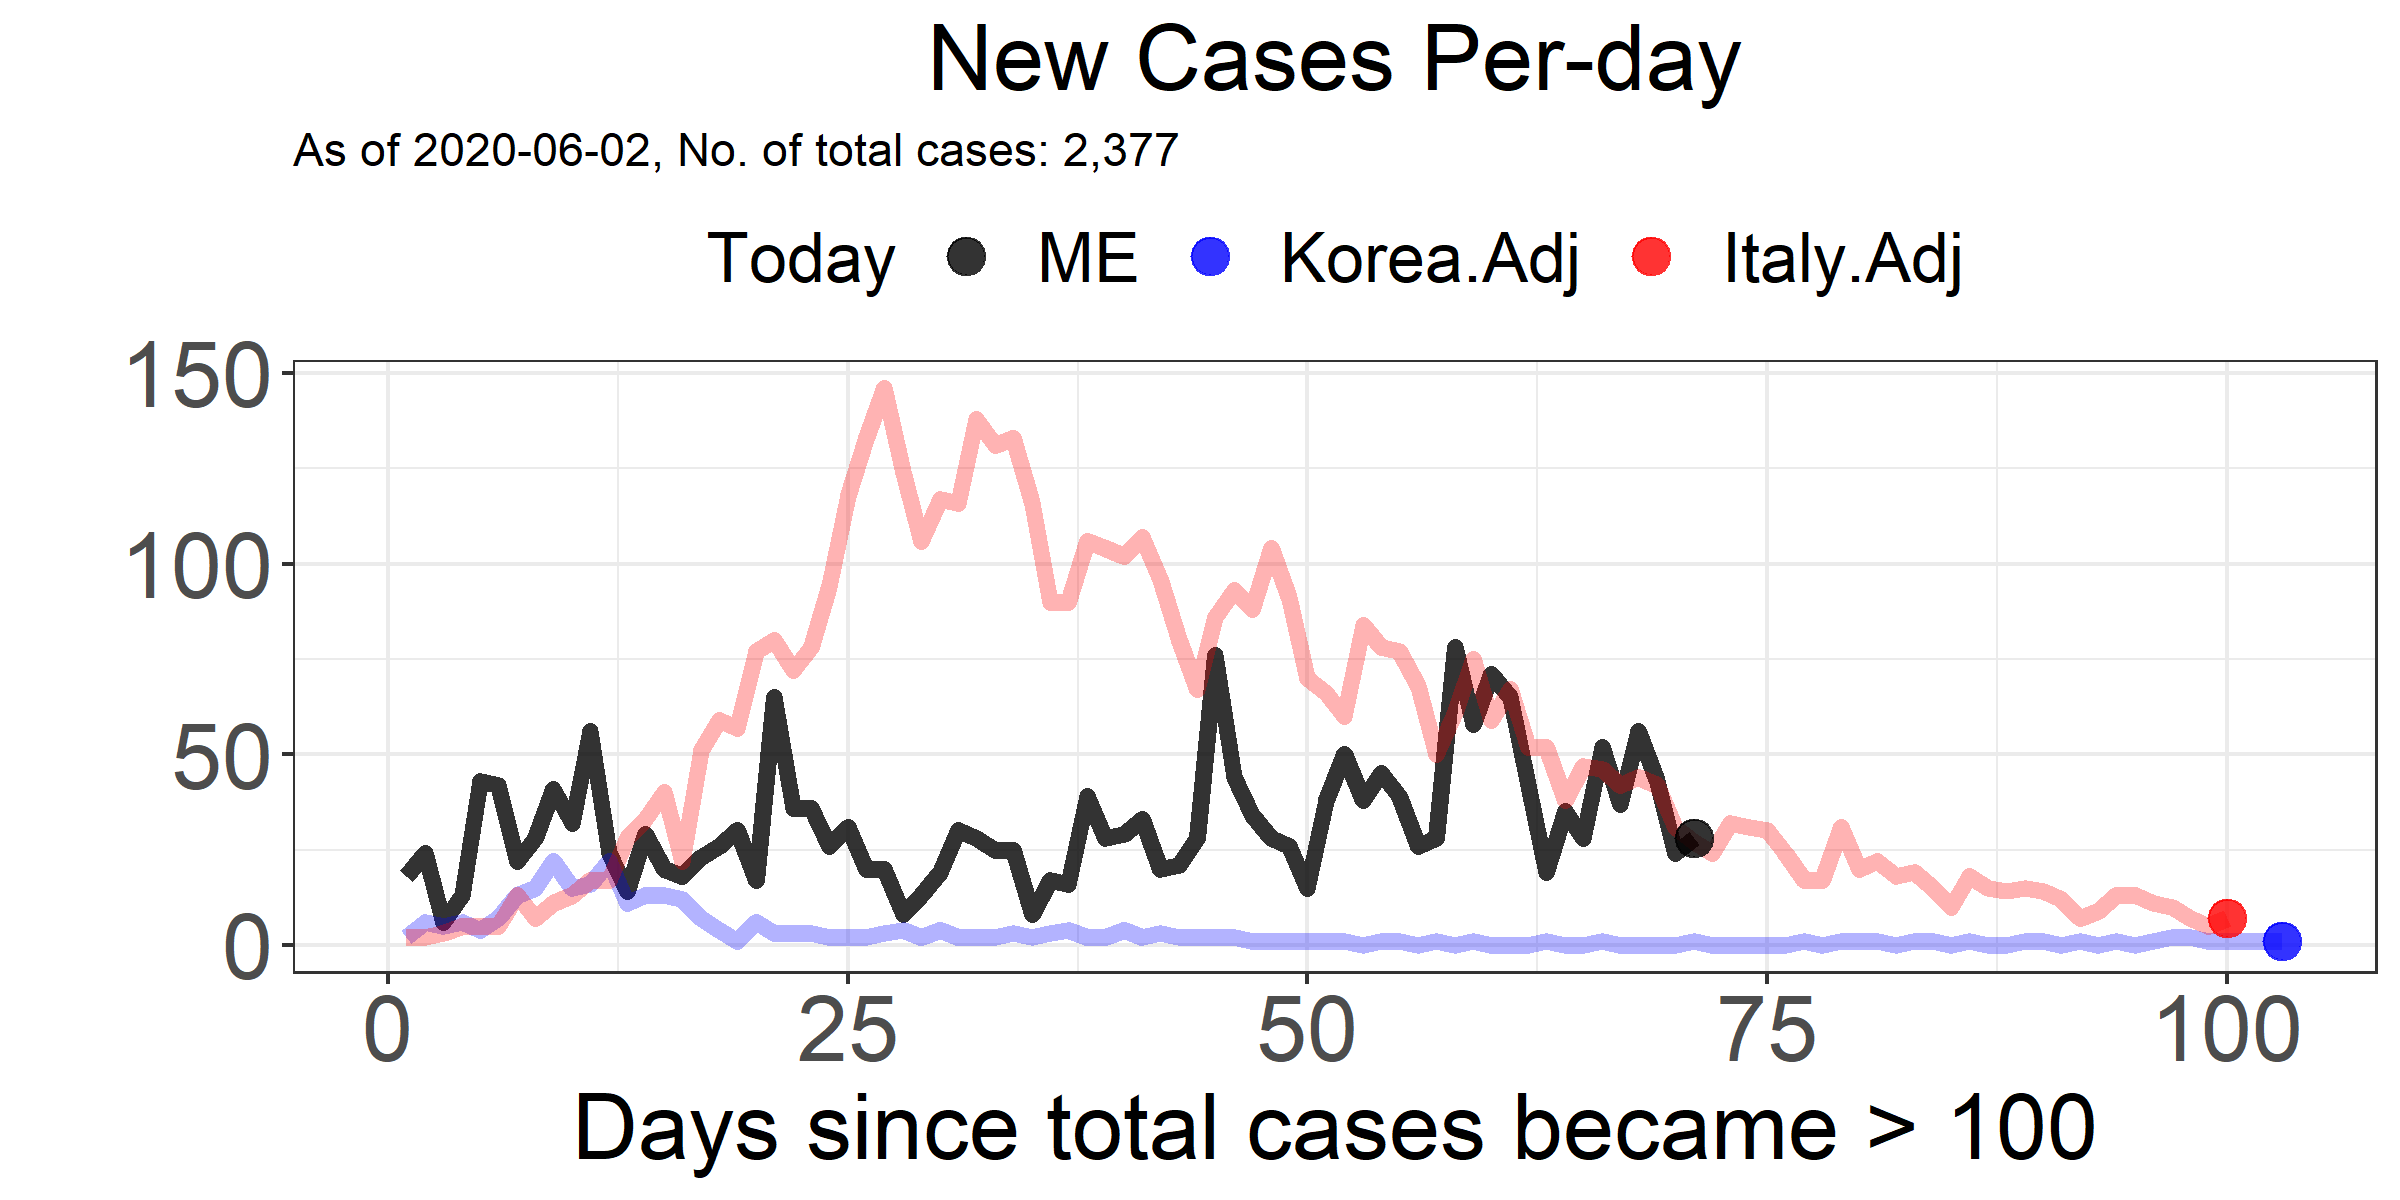 New Cases Per-day
As of 2020-06-02, No. of total cases: 2,377
Today ME Korea.Adj Italy.Adj
150
100
50
0
0 25 50 75 100
Days since total cases became > 100